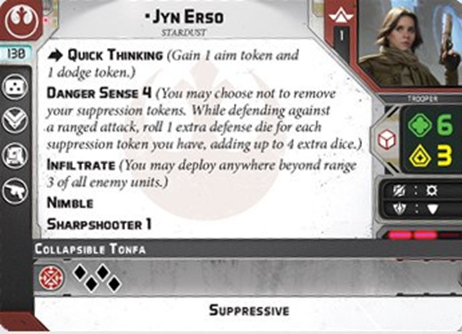 •Jyn Erso
Stardust
1
130
Quick Thinking (Gain 1 aim token and
1 dodge token.)
Danger Sense 4 (You may choose not to remove
your suppression tokens. While defending against
a ranged attack, roll 1 extra defense die for each
suppression token you have, adding up to 4 extra dice.)
Infiltrate (You may deploy anywhere beyond range
3 of all enemy units.)
Nimble
Sharpshooter 1
Trooper
6
3
Collapsible Tonfa
Suppressive